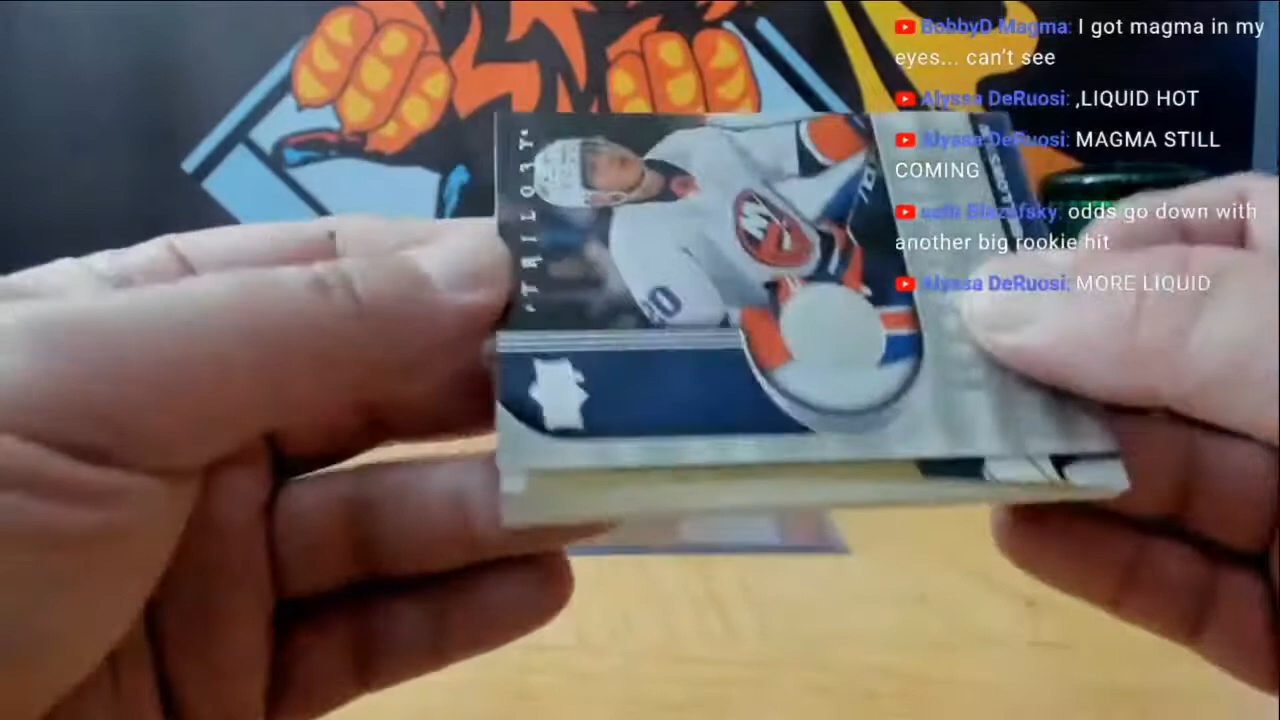 BobbyD Magma: I got magma in my
eyes... can't see
Alyssa DeRuosi: ,LIQUID HOT
Alyssa DeRuosi: MAGMA STILL
COMING
odds go down with
another big rookie hit
Alyssa DeRuosi: MORE LIQUID
TRILOGY